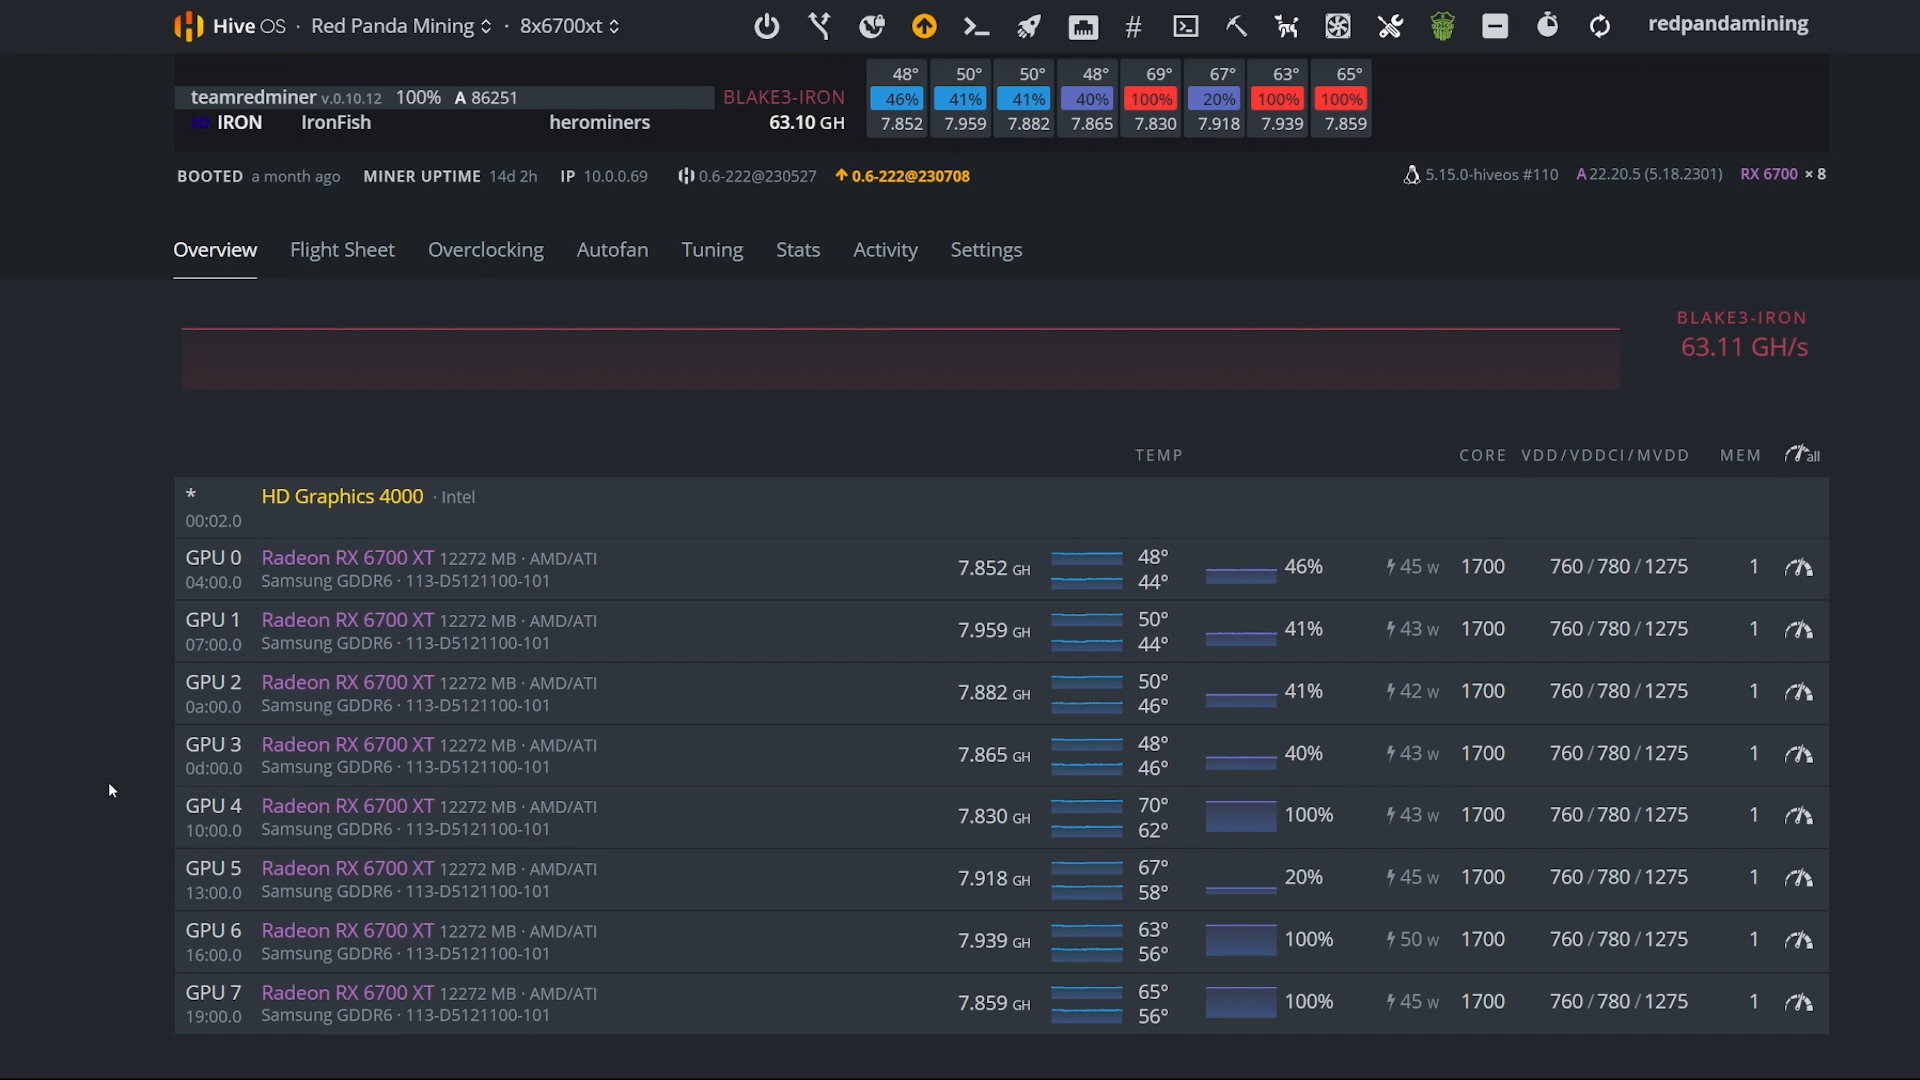 Hive OS · Red Panda Mining · 8x6700xt
redpandamining
48° 50° 50° 48° 69° 67° 63° 65°
teamredminer v.0.10.12 100% A 86251 BLAKE3-IRON 46% 41% 41% 40% 100% 20% 100% 100%
IRON IronFish herominers 63.10 GH 7.852 7.959 7.882 7.865 7.830 7.918 7.939 7.859
BOOTED a month ago MINER UPTIME 14d 2h IP 10.0.0.69 0.6-222@230527 0.6-222@230708 5.15.0-hiveos #110 A 22.20.5 (5.18.2301) RX 6700 × 8
Overview Flight Sheet Overclocking Autofan Tuning Stats Activity Settings
BLAKE3-IRON
63.11 GH/s
TEMP CORE VDD/VDDCI/MVDD MEM all
* HD Graphics 4000 · Intel
00:02.0
GPU 0 Radeon RX 6700 XT 12272 MB · AMD/ATI 7.852 GH 48° 46% 45 W 1700 760/780/1275 1
04:00.0 Samsung GDDR6 · 113-D5121100-101 44°
GPU 1 Radeon RX 6700 XT 12272 MB · AMD/ATI 7.959 GH 50° 41% 43 W 1700 760/780/1275 1
07:00.0 Samsung GDDR6 · 113-D5121100-101 44°
GPU 2 Radeon RX 6700 XT 12272 MB · AMD/ATI 7.882 GH 50° 41% 42 W 1700 760/780/1275 1
0a:00.0 Samsung GDDR6 · 113-D5121100-101 46°
GPU 3 Radeon RX 6700 XT 12272 MB · AMD/ATI 7.865 GH 48° 40% 43 W 1700 760/780/1275 1
0d:00.0 Samsung GDDR6 · 113-D5121100-101 46°
GPU 4 Radeon RX 6700 XT 12272 MB · AMD/ATI 7.830 GH 70° 100% 43 W 1700 760/780/1275 1
10:00.0 Samsung GDDR6 · 113-D5121100-101 62°
GPU 5 Radeon RX 6700 XT 12272 MB · AMD/ATI 7.918 GH 67° 20% 45 W 1700 760/780/1275 1
13:00.0 Samsung GDDR6 · 113-D5121100-101 58°
GPU 6 Radeon RX 6700 XT 12272 MB · AMD/ATI 7.939 GH 63° 100% 50 W 1700 760/780/1275 1
16:00.0 Samsung GDDR6 · 113-D5121100-101 56°
GPU 7 Radeon RX 6700 XT 12272 MB · AMD/ATI 7.859 GH 65° 100% 45 W 1700 760/780/1275 1
19:00.0 Samsung GDDR6 · 113-D5121100-101 56°